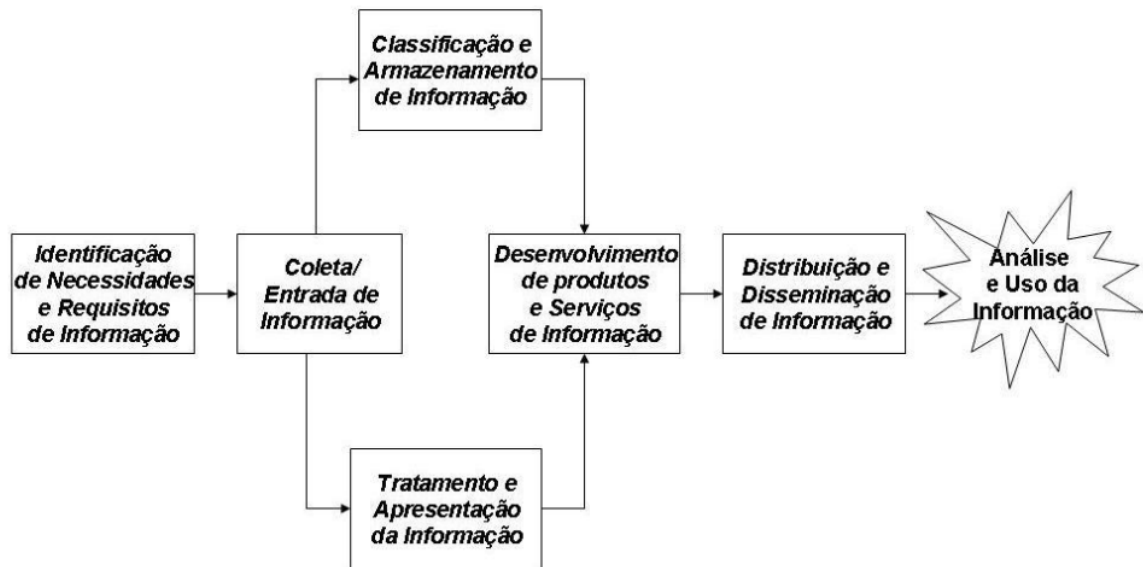 Classificação e
Armazenamento
de Informação
Identificação
de Necessidades
e Requisitos
de Informação
Coleta/
Entrada de
Informação
Desenvolvimento
de produtos
e Serviços
de Informação
Distribuição e
Disseminação
de Informação
Análise
e Uso da
Informação
Tratamento e
Apresentação
da Informação